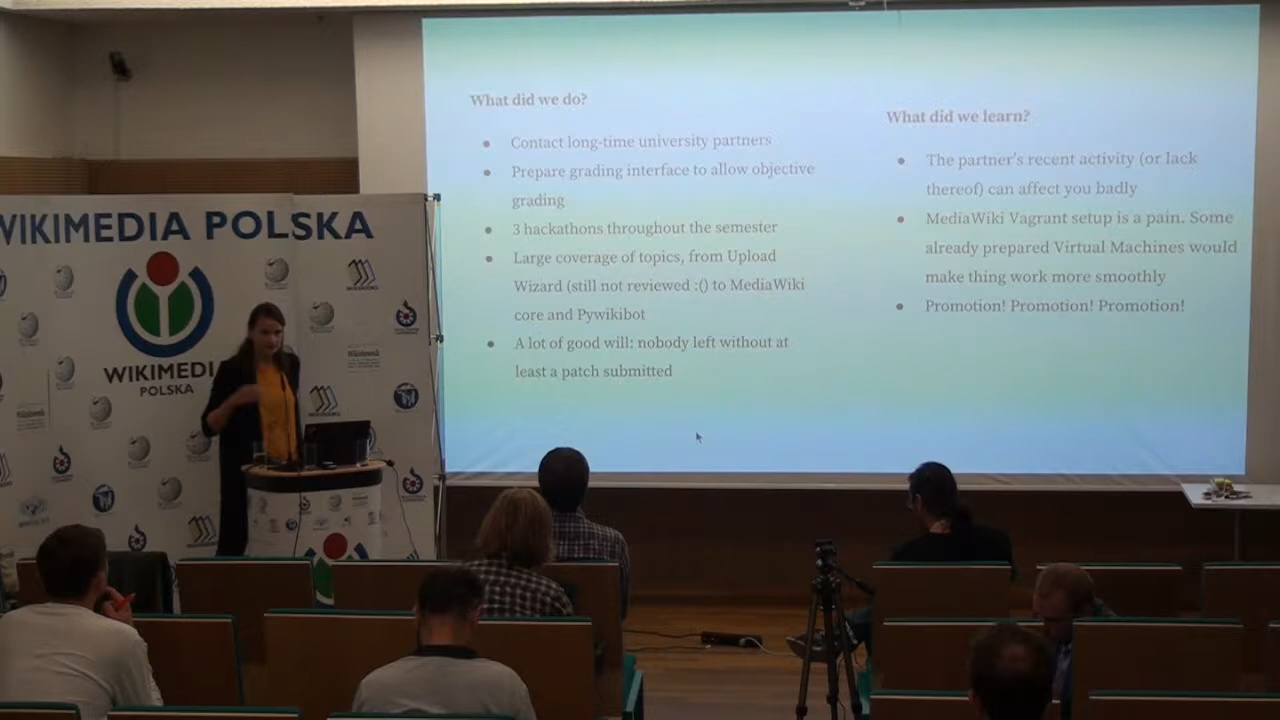 WIKIMEDIA POLSKA
WIKIMEDI
POLSKA
What did we do?
Contact long-time university partners
Prepare grading interface to allow objective
grading
3 hackathons throughout the semester
Large coverage of topics, from Upload
Wizard (still not reviewed :() to MediaWiki
core and Pywikibot
A lot of good will: nobody left without at
least a patch submitted
What did we learn?
The partner's recent activity (or lack
thereof) can affect you badly
MediaWiki Vagrant setup is a pain. Some
already prepared Virtual Machines would
make thing work more smoothly
Promotion! Promotion! Promotion!